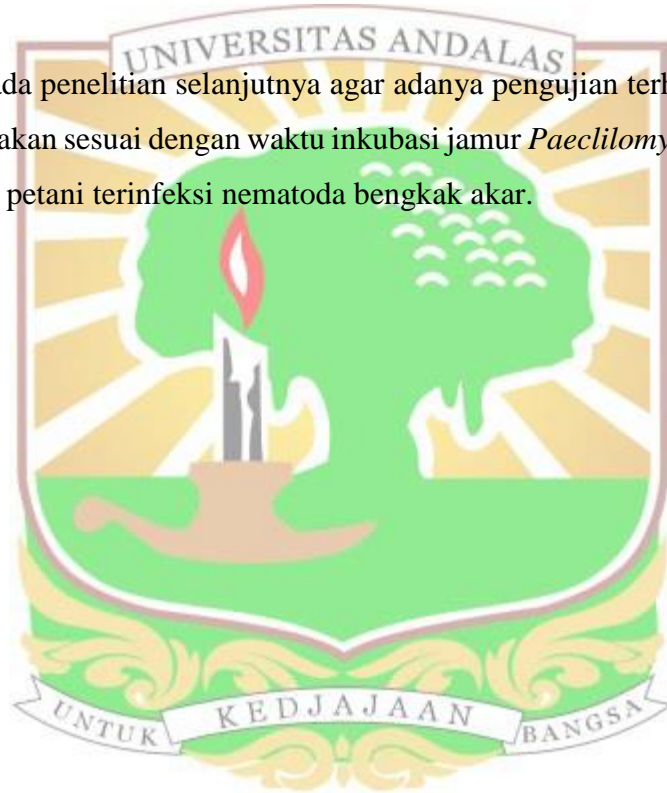 UNIVERSITAS ANDALAS
ada penelitian selanjutnya agar adanya pengujian terh
akan sesuai dengan waktu inkubasi jamur Paeclilomy
petani terinfeksi nematoda bengkak akar.
UNTUK KEDJAJAAN BANGSA